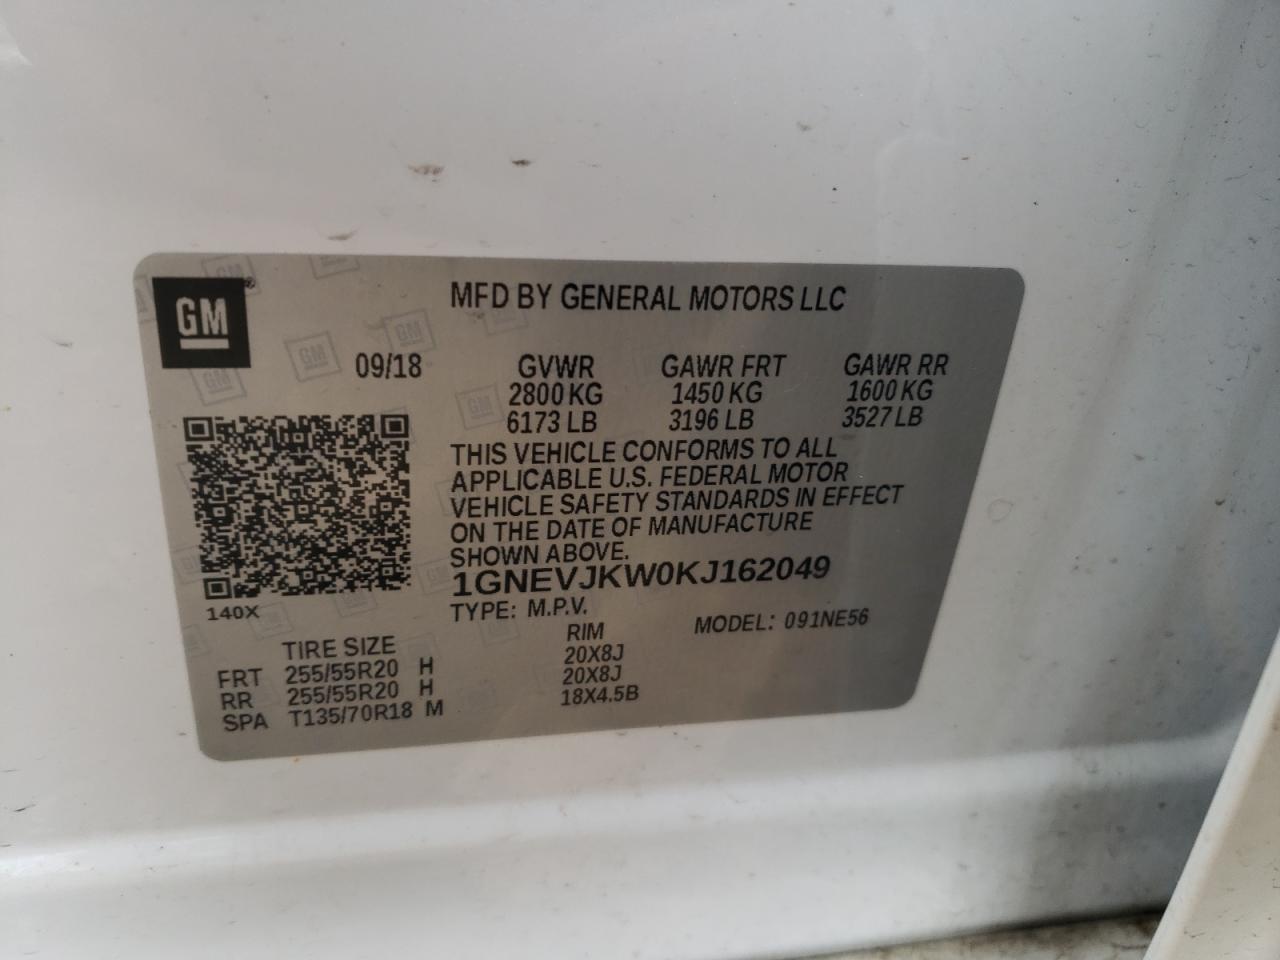 GM
MFD BY GENERAL MOTORS LLC
09/18 GVWR GAWR FRT GAWR RR
2800 KG 1450 KG 1600 KG
6173 LB 3196 LB 3527 LB
THIS VEHICLE CONFORMS TO ALL
APPLICABLE U.S. FEDERAL MOTOR
VEHICLE SAFETY STANDARDS IN EFFECT
ON THE DATE OF MANUFACTURE
SHOWN ABOVE.
1GNEVJKW0KJ162049
140X
TYPE: M.P.V. MODEL: 091NE56
TIRE SIZE RIM
FRT 255/55R20 H 20X8J
RR 255/55R20 H 20X8J
SPA T135/70R18 M 18X4.5B